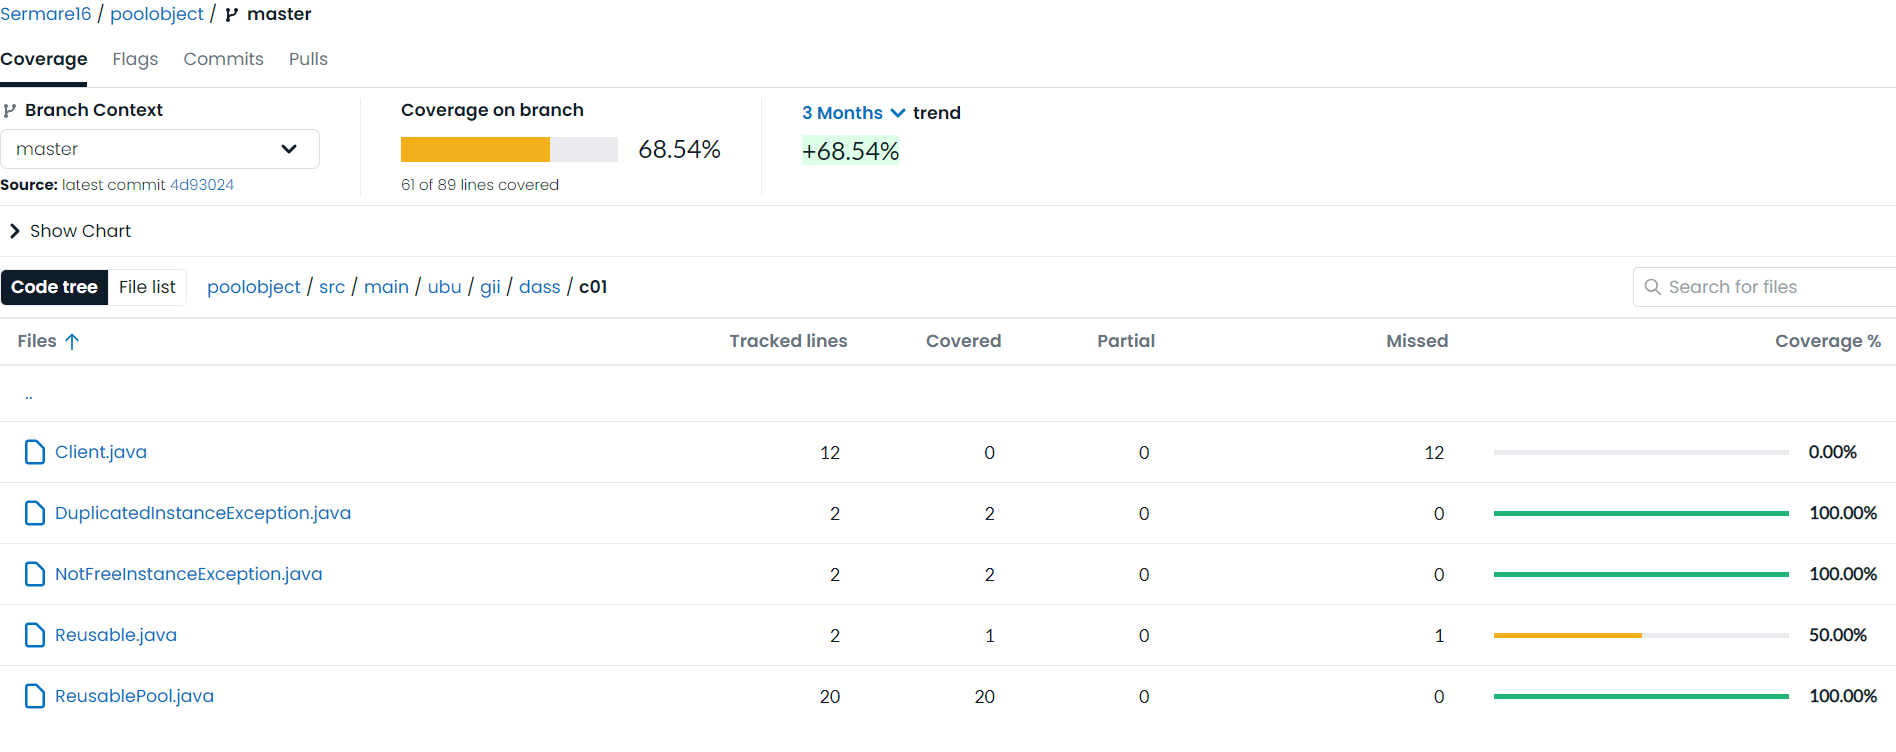 Sermare16 / poolobject / master
Coverage Flags Commits Pulls
Branch Context
master
Source: latest commit 4d93024
Coverage on branch
68.54%
61 of 89 lines covered
3 Months trend
+68.54%
Show Chart
Code tree File list poolobject / src / main / ubu / gii / dass / c01 Search for files
Files Tracked lines Covered Partial Missed Coverage %
..
Client.java 12 0 0 12 0.00%
DuplicatedInstanceException.java 2 2 0 0 100.00%
NotFreeInstanceException.java 2 2 0 0 100.00%
Reusable.java 2 1 0 1 50.00%
ReusablePool.java 20 20 0 0 100.00%